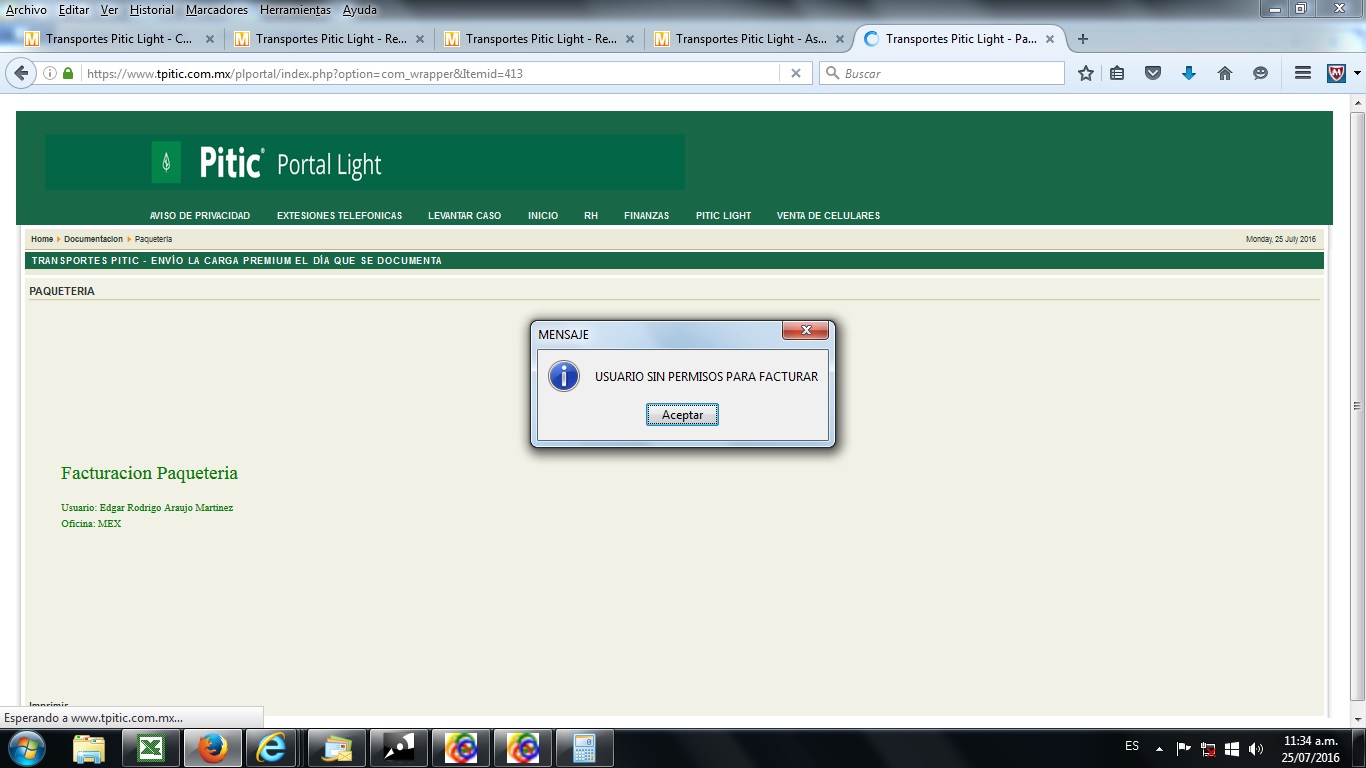 Archivo Editar Ver Historial Marcadores Herramientas Ayuda
Transportes Pitic Light - C... Transportes Pitic Light - Re... Transportes Pitic Light - Re... Transportes Pitic Light - As... Transportes Pitic Light - Pa...
https://www.tpitic.com.mx/plportal/index.php?option=com_wrapper&Itemid=413 Buscar
Pitic® Portal Light
AVISO DE PRIVACIDAD EXTESIONES TELEFONICAS LEVANTAR CASO INICIO RH FINANZAS PITIC LIGHT VENTA DE CELULARES
Home Documentacion Paqueteria Monday, 25 July 2016
TRANSPORTES PITIC - ENVÍO LA CARGA PREMIUM EL DÍA QUE SE DOCUMENTA
PAQUETERIA
MENSAJE
USUARIO SIN PERMISOS PARA FACTURAR
Aceptar
Facturacion Paqueteria
Usuario: Edgar Rodrigo Araujo Martinez
Oficina: MEX
Imprimir
Esperando a www.tpitic.com.mx...
ES 11:34 a.m.
25/07/2016